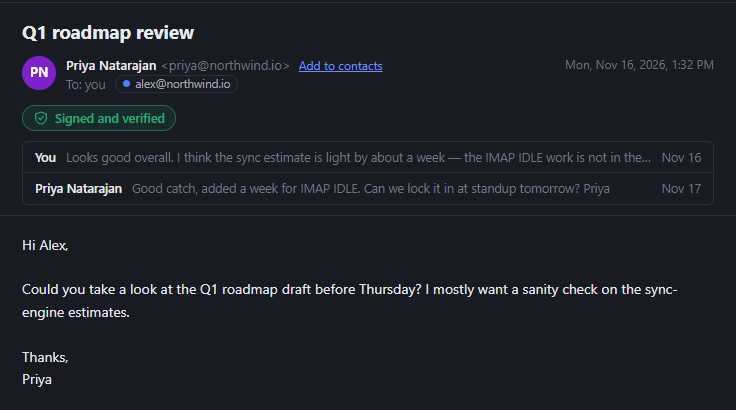 Q1 roadmap review
PN
Priya Natarajan <priya@northwind.io> Add to contacts
Mon, Nov 16, 2026, 1:32 PM
To: you alex@northwind.io
Signed and verified
You Looks good overall. I think the sync estimate is light by about a week — the IMAP IDLE work is not in the... Nov 16
Priya Natarajan Good catch, added a week for IMAP IDLE. Can we lock it in at standup tomorrow? Priya Nov 17
Hi Alex,
Could you take a look at the Q1 roadmap draft before Thursday? I mostly want a sanity check on the sync-
engine estimates.
Thanks,
Priya